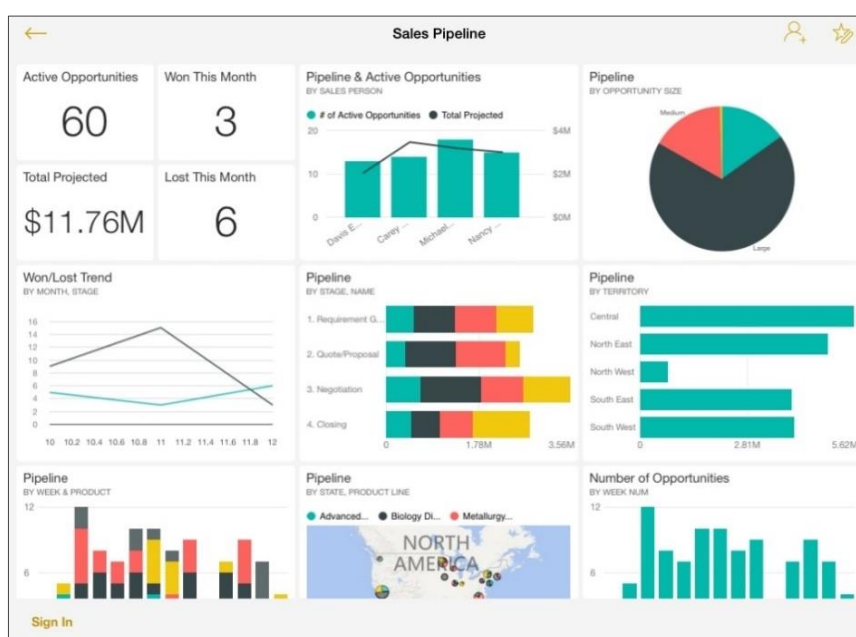 Sales Pipeline
Active Opportunities
60
Won This Month
3
Total Projected
$11.76M
Lost This Month
6
Pipeline & Active Opportunities
BY SALES PERSON
# of Active Opportunities Total Projected
20 $4M
10 $2M
0 $0M
Davis E... Carey ... Michael... Nancy ...
Pipeline
BY OPPORTUNITY SIZE
Medium
Large
Won/Lost Trend
BY MONTH, STAGE
16
14
12
10
8
6
4
2
0
10 10.2 10.4 10.6 10.8 11 11.2 11.4 11.6 11.8 12
Pipeline
BY STAGE, NAME
1. Requirement G...
2. Quote/Proposal
3. Negotiation
4. Closing
0 1.78M 3.56M
Pipeline
BY TERRITORY
Central
North East
North West
South East
South West
0 2.81M 5.62M
Pipeline
BY WEEK & PRODUCT
12
6
Pipeline
BY STATE, PRODUCT LINE
Advanced... Biology Di... Metallurgy...
NORTH
AMERICA
Number of Opportunities
BY WEEK NUM
12
6
Sign In